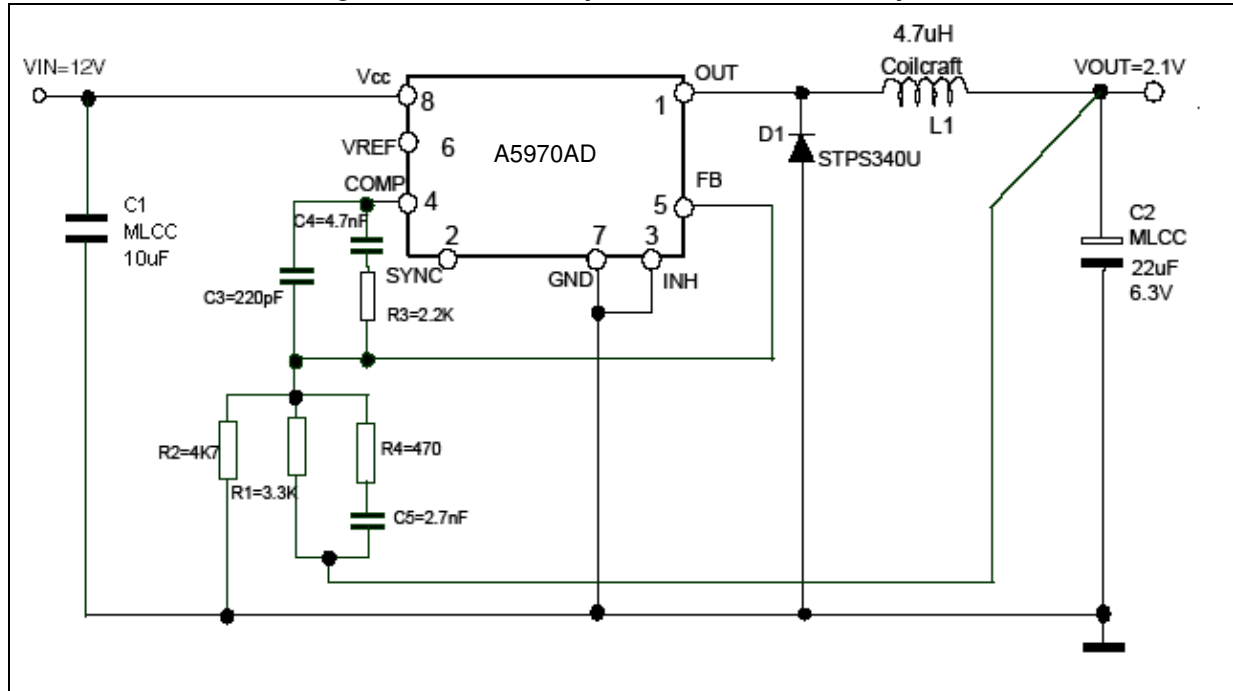 VIN=12V
Vcc
8
VREF
6
A5970AD
COMP
4
C4=4.7nF
2
SYNC
7
GND
3
INH
OUT
1
FB
5
4.7uH
Coilcraft
L1
VOUT=2.1V
D1
STPS340U
C1
MLCC
10uF
C2
MLCC
22uF
6.3V
C3=220pF
R3=2.2K
R2=4K7
R1=3.3K
R4=470
C5=2.7nF